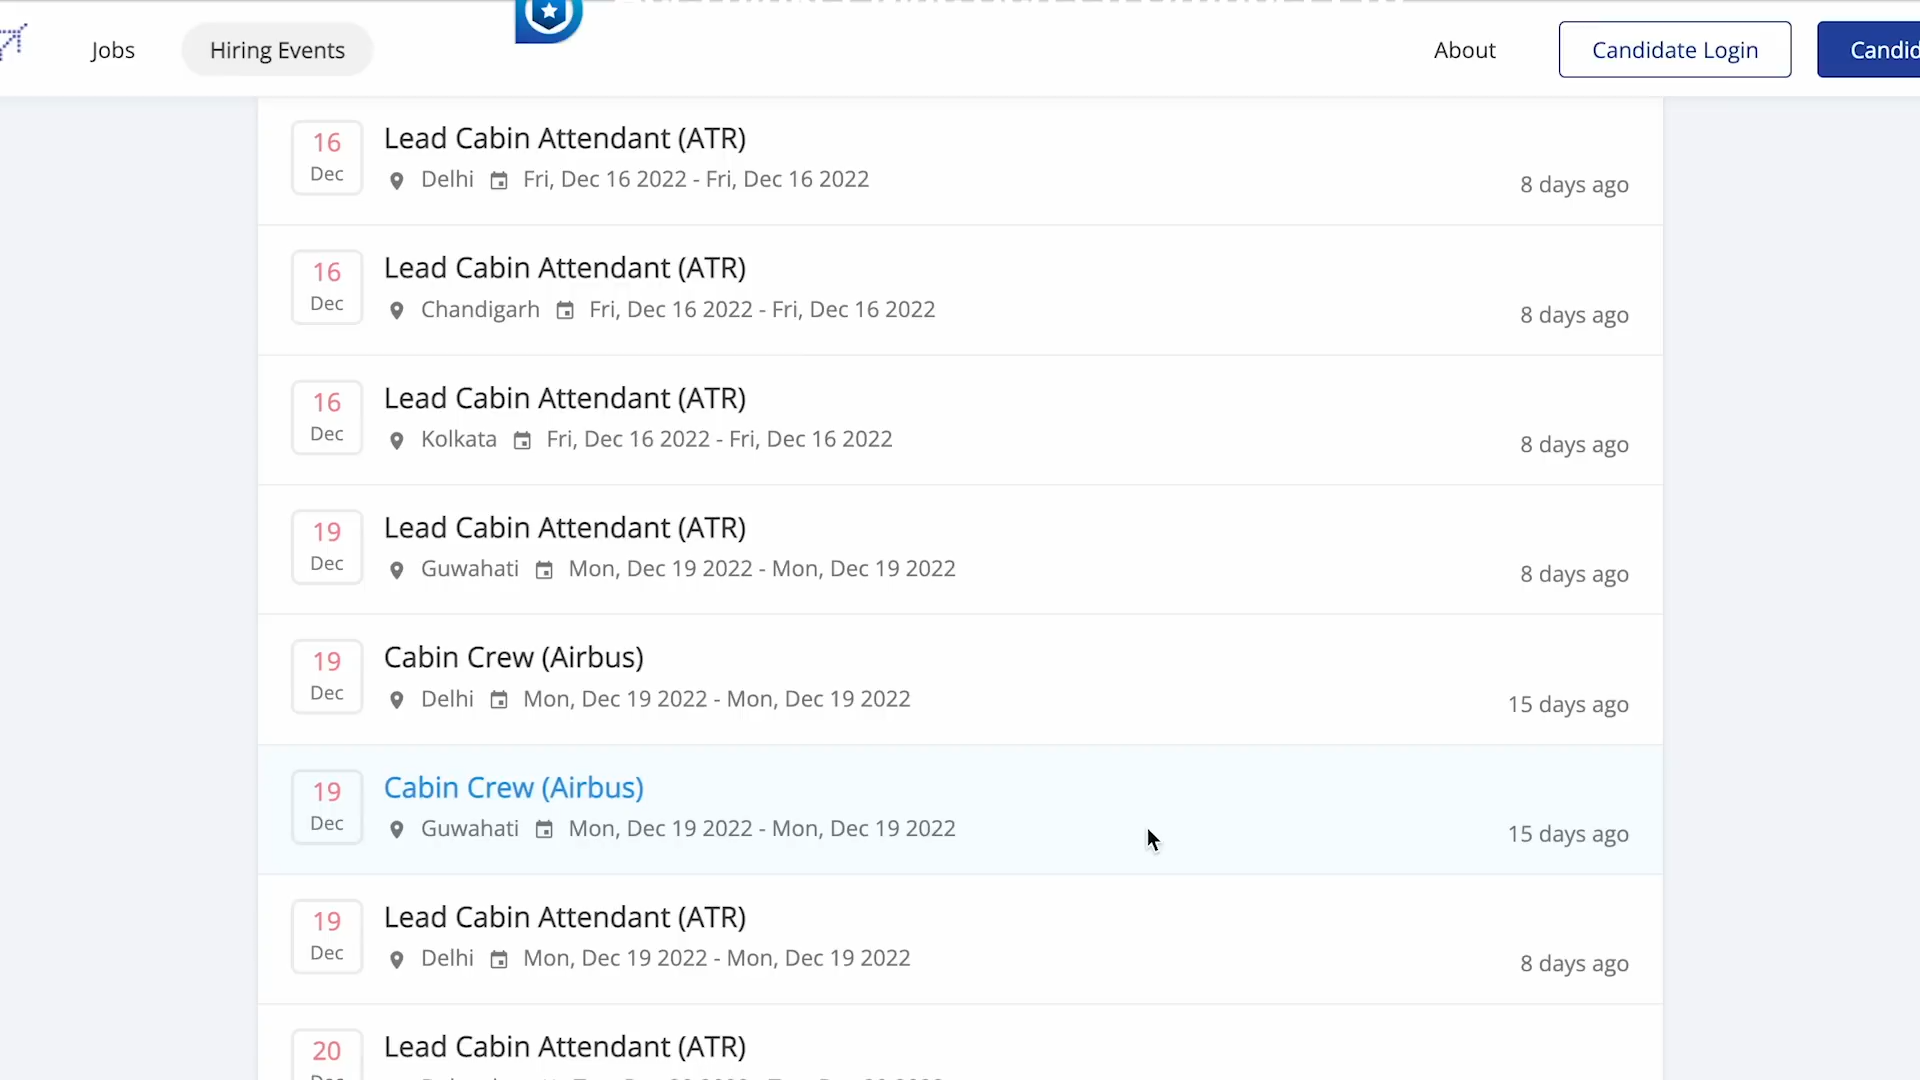 Jobs
Hiring Events
About
Candidate Login
16
Dec
Lead Cabin Attendant (ATR)
Delhi Fri, Dec 16 2022 - Fri, Dec 16 2022
8 days ago
16
Dec
Lead Cabin Attendant (ATR)
Chandigarh Fri, Dec 16 2022 - Fri, Dec 16 2022
8 days ago
16
Dec
Lead Cabin Attendant (ATR)
Kolkata Fri, Dec 16 2022 - Fri, Dec 16 2022
8 days ago
19
Dec
Lead Cabin Attendant (ATR)
Guwahati Mon, Dec 19 2022 - Mon, Dec 19 2022
8 days ago
19
Dec
Cabin Crew (Airbus)
Delhi Mon, Dec 19 2022 - Mon, Dec 19 2022
15 days ago
19
Dec
Cabin Crew (Airbus)
Guwahati Mon, Dec 19 2022 - Mon, Dec 19 2022
15 days ago
19
Dec
Lead Cabin Attendant (ATR)
Delhi Mon, Dec 19 2022 - Mon, Dec 19 2022
8 days ago
20
Lead Cabin Attendant (ATR)